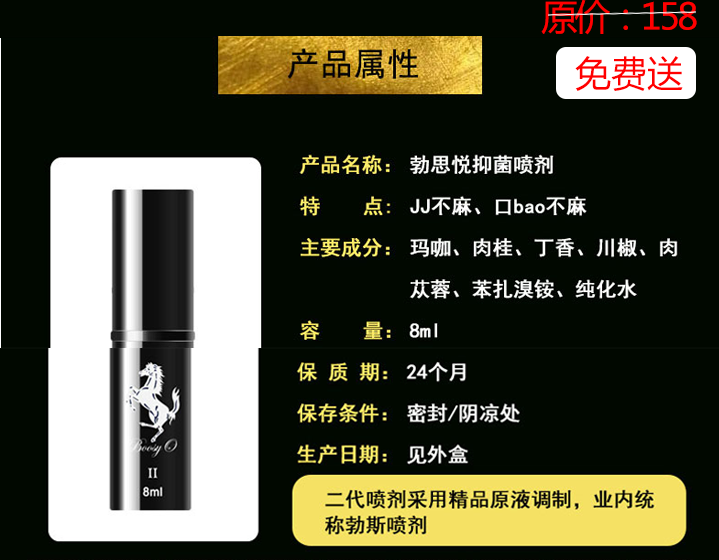 原价：158
免费送
产品属性
产品名称： 勃思悦抑菌喷剂
特 点： JJ不麻、口bao不麻
主要成分： 玛咖、肉桂、丁香、川椒、肉
苁蓉、苯扎溴铵、纯化水
容 量： 8ml
保 质 期： 24个月
保存条件： 密封/阴凉处
生产日期： 见外盒
Boosy O
II
8ml
二代喷剂采用精品原液调制，业内统
称勃斯喷剂